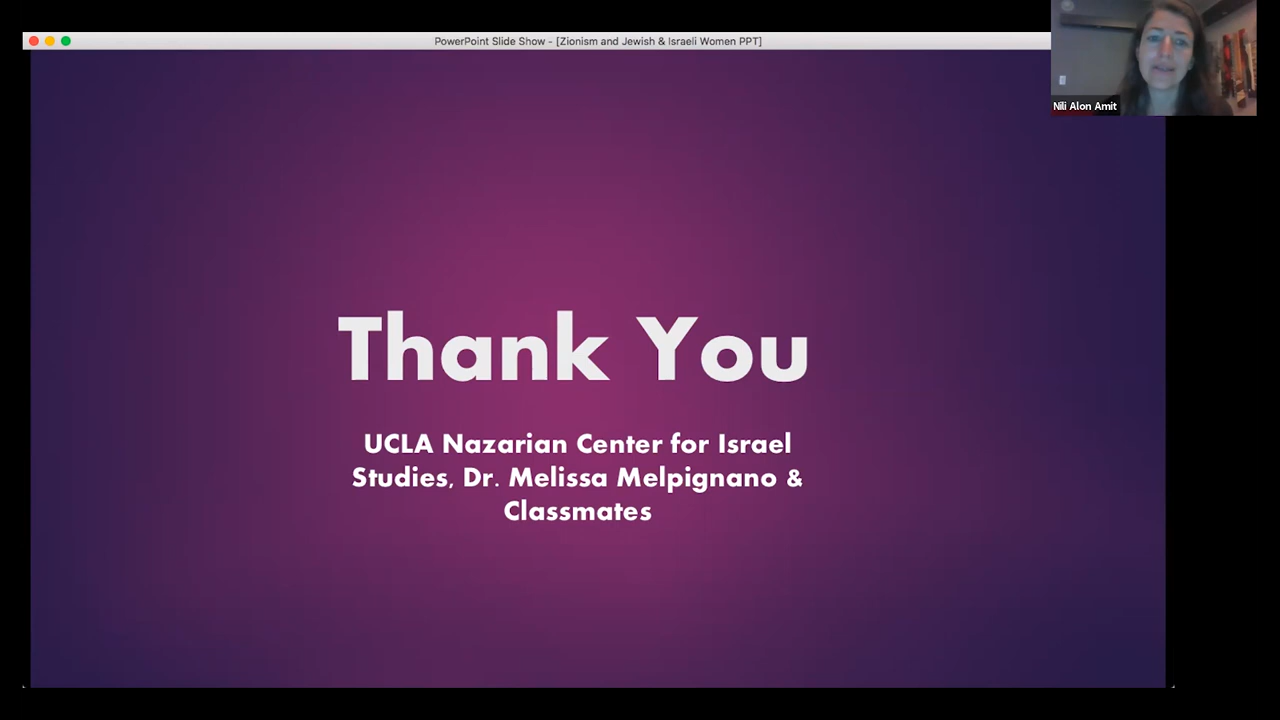 PowerPoint Slide Show - [Zionism and Jewish & Israeli Women PPT]
Nili Alon Amit
Thank You
UCLA Nazarian Center for Israel
Studies, Dr. Melissa Melpignano &
Classmates